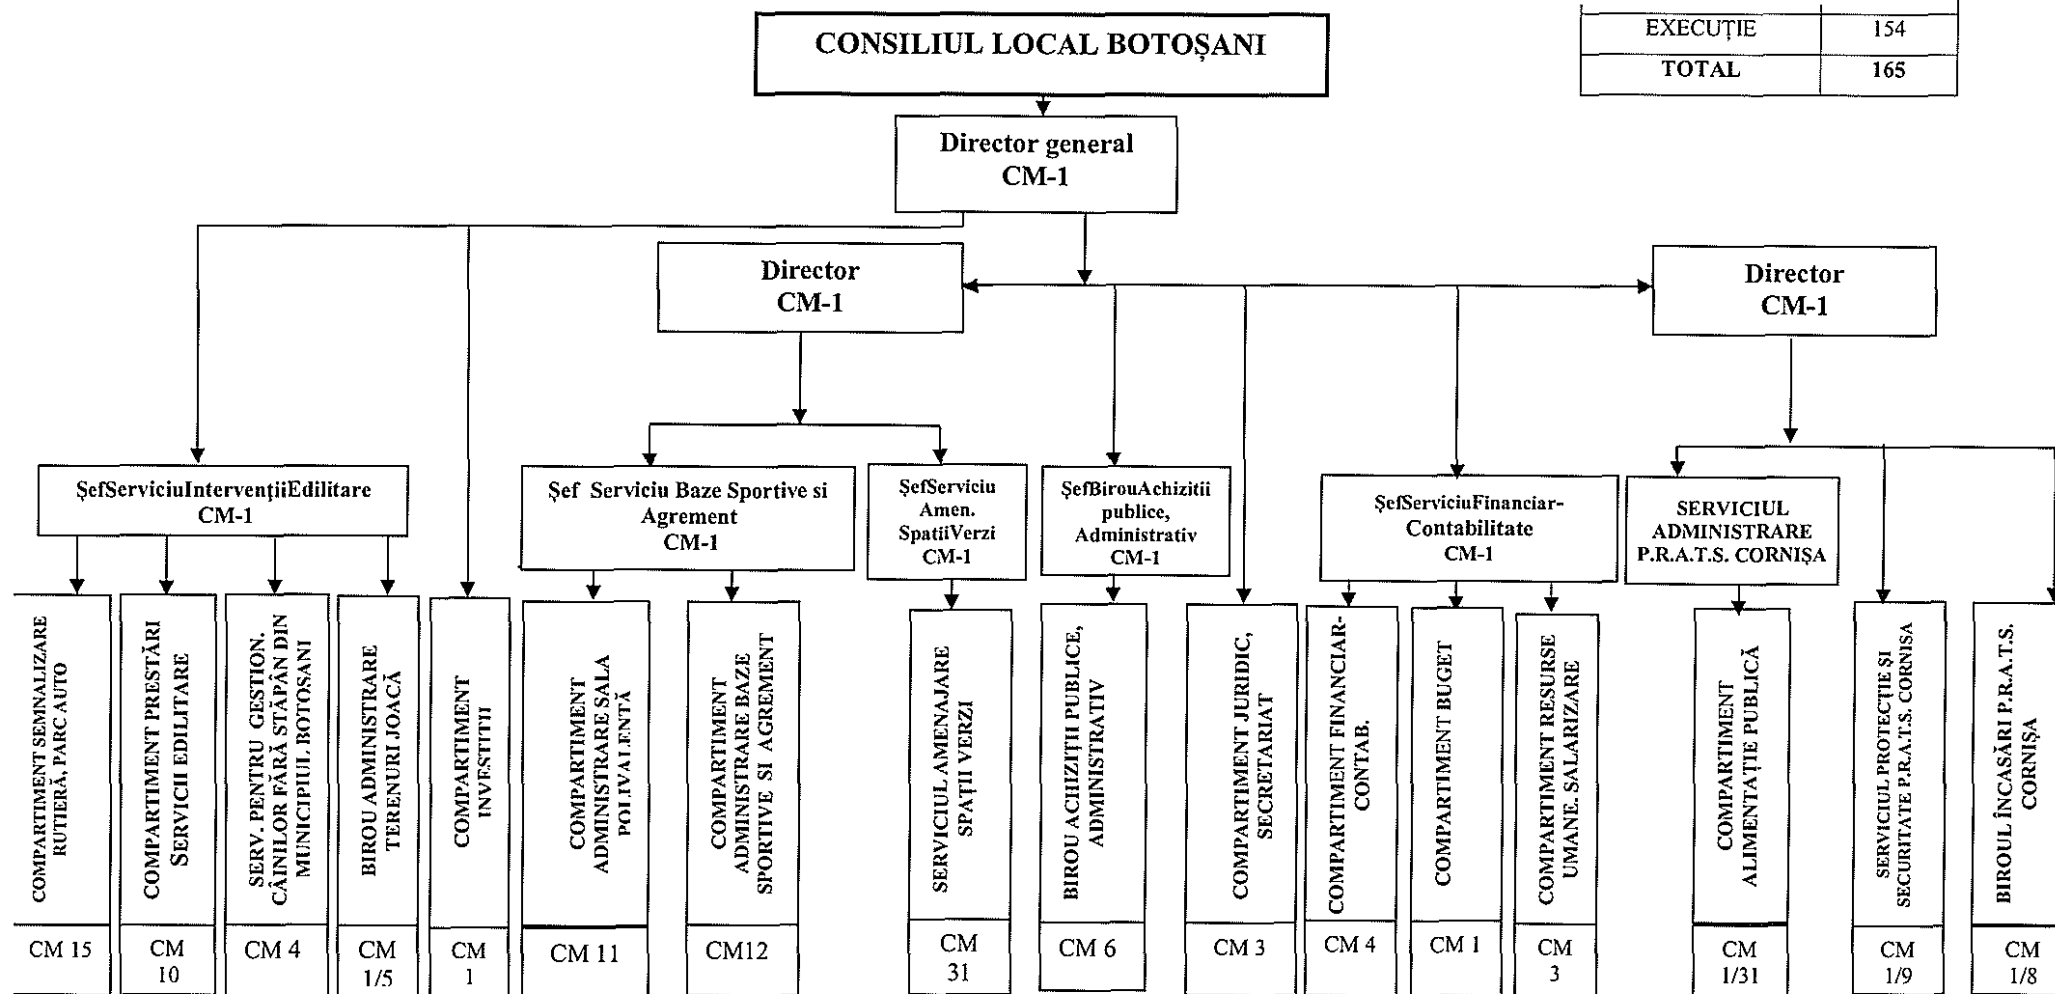 CONSILIUL LOCAL BOTOȘANI
EXECUȚIE 154
TOTAL 165
Director general
CM-1
Director
CM-1
Director
CM-1
ȘefServiciuIntervențiiEdilitare
CM-1
Șef Serviciu Baze Sportive si
Agrement
CM-1
ȘefServiciu
Amen.
SpatiiVerzi
CM-1
ȘefBirouAchizitii
publice,
Administrativ
CM-1
ȘefServiciuFinanciar-
Contabilitate
CM-1
SERVICIUL
ADMINISTRARE
P.R.A.T.S. CORNIȘA
COMPARTIMENT SEMNALIZARE
RUTIERĂ, PARC AUTO
CM 15
COMPARTIMENT PRESTĂRI
SERVICII EDILITARE
CM
10
SERV. PENTRU GESTION.
CÂINILOR FĂRĂ STĂPÂN DIN
MUNICIPIUL BOTOSANI
CM 4
BIROU ADMINISTRARE
TERENURI JOACĂ
CM
1/5
COMPARTIMENT
INVESTITII
CM
1
COMPARTIMENT
ADMINISTRARE SALA
POLIVALENTĂ
CM 11
COMPARTIMENT
ADMINISTRARE BAZE
SPORTIVE SI AGREMENT
CM12
SERVICIUL AMENAJARE
SPAȚII VERZI
CM
31
BIROU ACHIZIȚII PUBLICE,
ADMINISTRATIV
CM 6
COMPARTIMENT JURIDIC,
SECRETARIAT
CM 3
COMPARTIMENT FINANCIAR-
CONTAB.
CM 4
COMPARTIMENT BUGET
CM 1
COMPARTIMENT RESURSE
UMANE. SALARIZARE
CM
3
COMPARTIMENT
ALIMENTAȚIE PUBLICĂ
CM
1/31
SERVICIUL PROTECȚIE ȘI
SECURITATE P.R.A.T.S. CORNISA
CM
1/9
BIROUL ÎNCASĂRI P.R.A.T.S.
CORNIȘA
CM
1/8